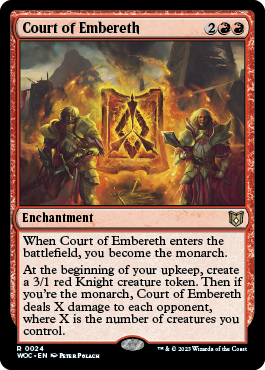 Court of Embereth 2
Enchantment
When Court of Embereth enters the
battlefield, you become the monarch.
At the beginning of your upkeep, create
a 3/1 red Knight creature token. Then if
you're the monarch, Court of Embereth
deals X damage to each opponent,
where X is the number of creatures you
control.
R 0024
WOC • EN Peter Polach
™ & © 2023 Wizards of the Coast